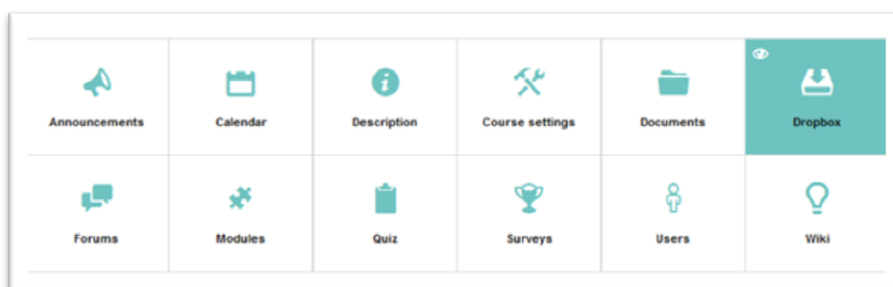 Announcements Calendar Description Course settings Documents Dropbox
Forums Modules Quiz Surveys Users Wiki